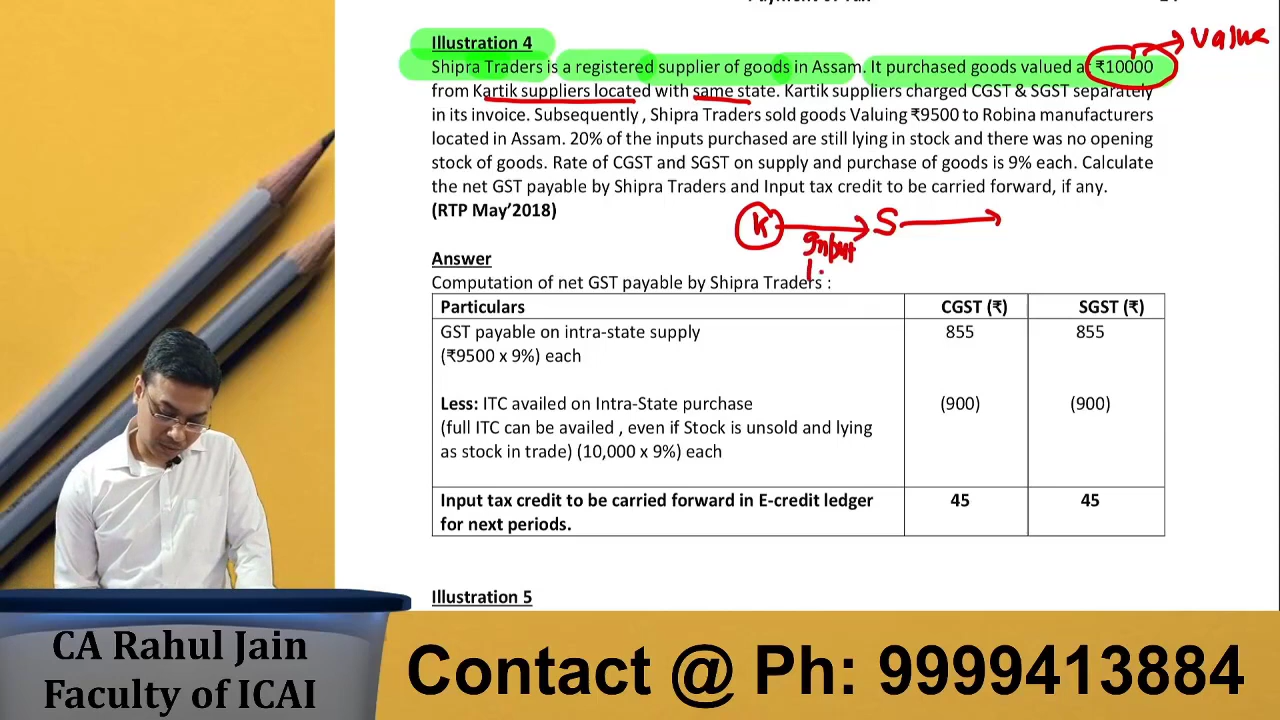 Illustration 4
Value
Shipra Traders is a registered supplier of goods in Assam. It purchased goods valued at ₹10000
from Kartik suppliers located with same state. Kartik suppliers charged CGST & SGST separately
in its invoice. Subsequently , Shipra Traders sold goods Valuing ₹9500 to Robina manufacturers
located in Assam. 20% of the inputs purchased are still lying in stock and there was no opening
stock of goods. Rate of CGST and SGST on supply and purchase of goods is 9% each. Calculate
the net GST payable by Shipra Traders and Input tax credit to be carried forward, if any.
(RTP May’2018)
K S
Input
Answer
Computation of net GST payable by Shipra Traders :
Particulars CGST (₹) SGST (₹)
GST payable on intra-state supply 855 855
(₹9500 x 9%) each
Less: ITC availed on Intra-State purchase (900) (900)
(full ITC can be availed , even if Stock is unsold and lying
as stock in trade) (10,000 x 9%) each
Input tax credit to be carried forward in E-credit ledger 45 45
for next periods.
Illustration 5
CA Rahul Jain
Faculty of ICAI
Contact @ Ph: 9999413884